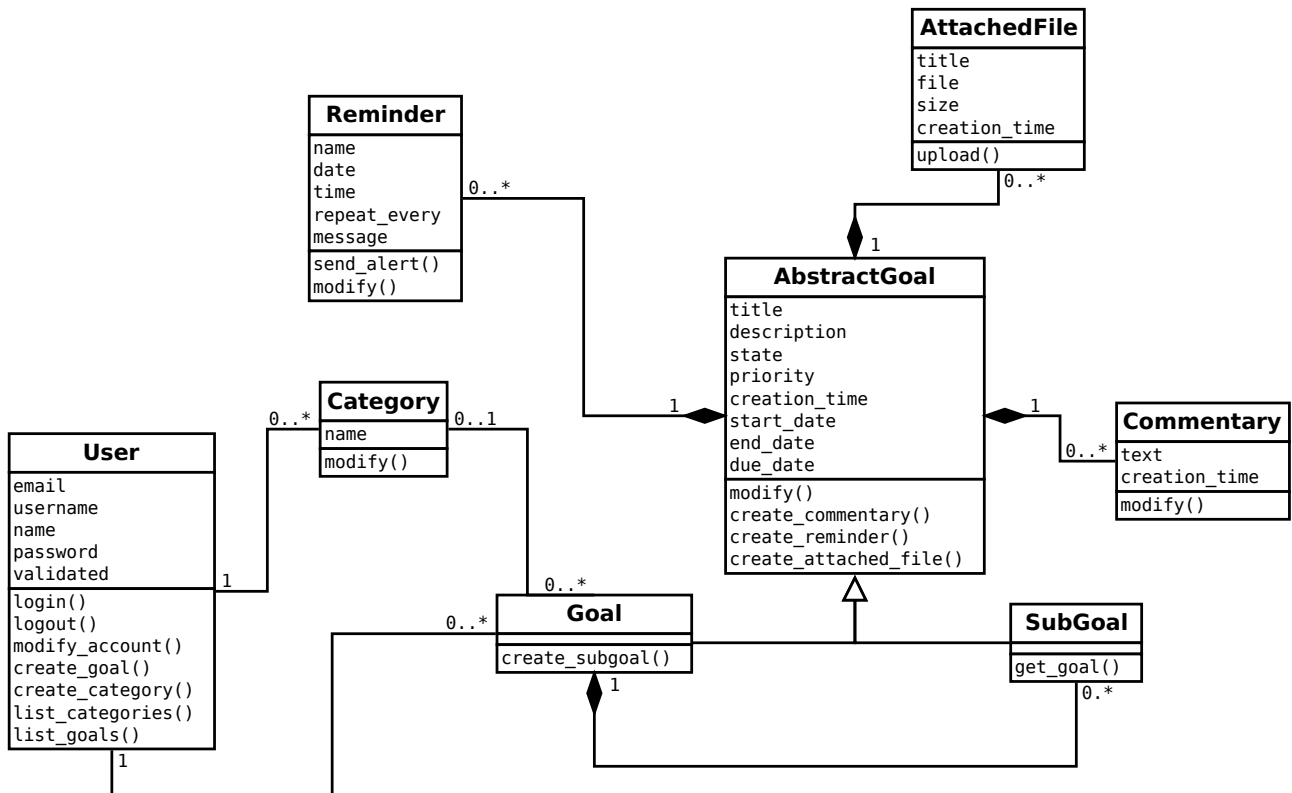 AttachedFile
title
file
size
creation_time
upload()
0..*
1
Reminder
name
date
time
repeat_every
message
send_alert()
modify()
0..*
1
AbstractGoal
title
description
state
priority
creation_time
start_date
end_date
due_date
modify()
create_commentary()
create_reminder()
create_attached_file()
1
0..*
Commentary
text
creation_time
modify()
Category
name
modify()
0..*
0..1
User
email
username
name
password
validated
login()
logout()
modify_account()
create_goal()
create_category()
list_categories()
list_goals()
1
1
0..*
0..*
Goal
create_subgoal()
1
SubGoal
get_goal()
0.*